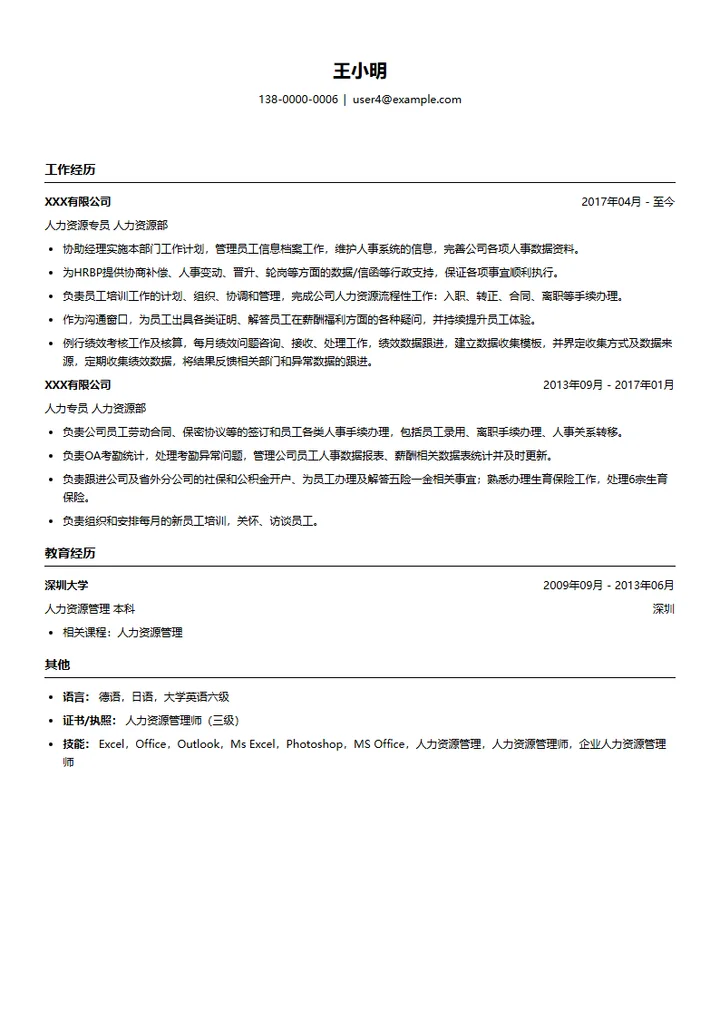 王小明
138-0000-0006 | user4@example.com
工作经历
XXX有限公司 2017年04月 - 至今
人力资源专员 人力资源部
• 协助经理实施本部门工作计划，管理员工信息档案工作，维护人事系统的信息，完善公司各项人事数据资料。
• 为HRBP提供协商补偿、人事变动、晋升、轮岗等方面的数据/信函等行政支持，保证各项事宜顺利执行。
• 负责员工培训工作的计划、组织、协调和管理，完成公司人力资源流程性工作：入职、转正、合同、离职等手续办理。
• 作为沟通窗口，为员工出具各类证明、解答员工在薪酬福利方面的各种疑问，并持续提升员工体验。
• 例行绩效考核工作及核算，每月绩效问题咨询、接收、处理工作，绩效数据跟进，建立数据收集模板，并界定收集方式及数据来
源，定期收集绩效数据，将结果反馈相关部门和异常数据的跟进。
XXX有限公司 2013年09月 - 2017年01月
人力专员 人力资源部
• 负责公司员工劳动合同、保密协议等的签订和员工各类人事手续办理，包括员工录用、离职手续办理、人事关系转移。
• 负责OA考勤统计，处理考勤异常问题，管理公司员工人事数据报表、薪酬相关数据表统计并及时更新。
• 负责跟进公司及省外分公司的社保和公积金开户、为员工办理及解答五险一金相关事宜；熟悉办理生育保险工作，处理6宗生育
保险。
• 负责组织和安排每月的新员工培训，关怀、访谈员工。
教育经历
深圳大学 2009年09月 - 2013年06月
人力资源管理 本科 深圳
• 相关课程：人力资源管理
其他
• 语言： 德语，日语，大学英语六级
• 证书/执照： 人力资源管理师（三级）
• 技能： Excel，Office，Outlook，Ms Excel，Photoshop，MS Office，人力资源管理，人力资源管理师，企业人力资源管理
师